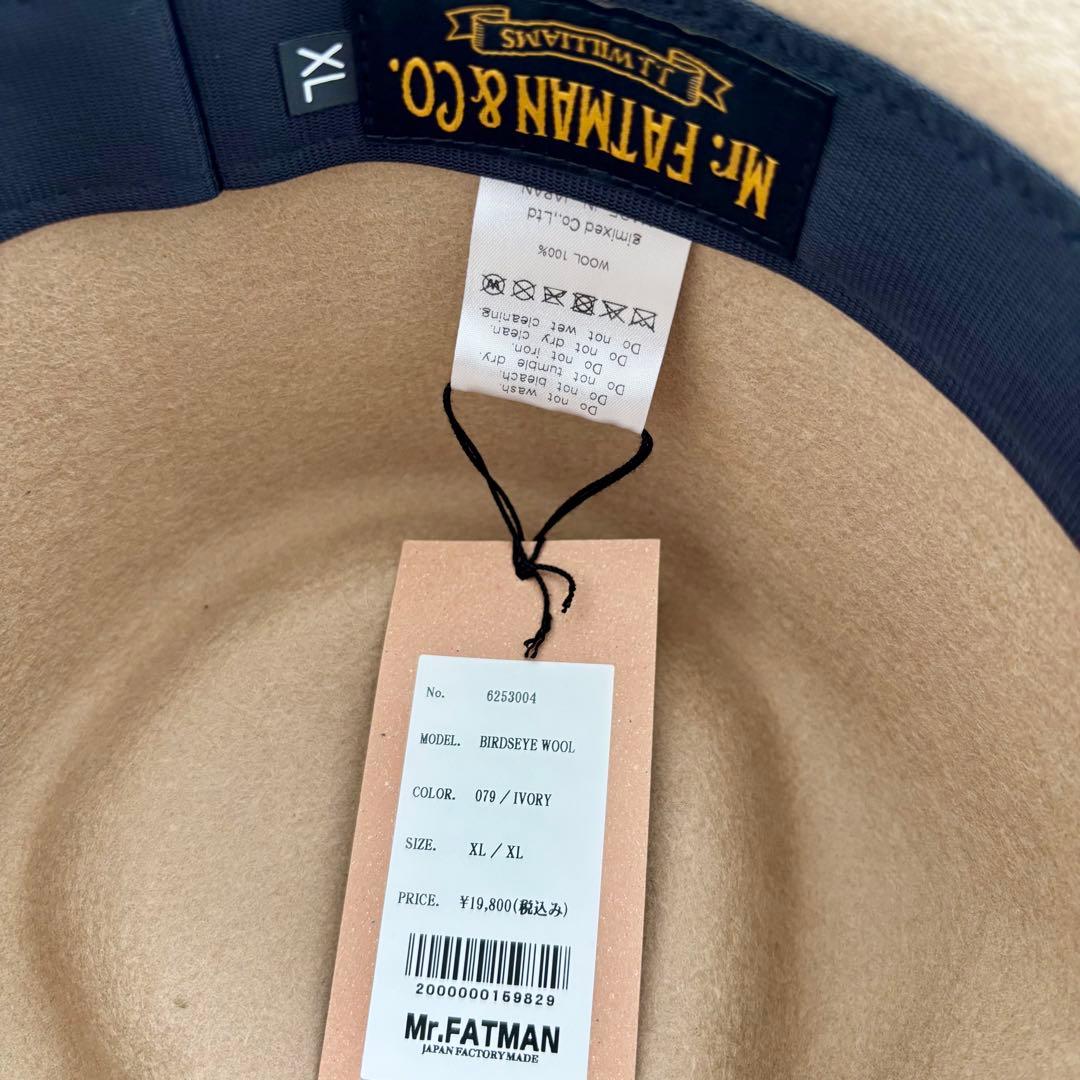 XL
J.J.WILLIAMS
Mr. FATMAN & CO.
Do not wash.
Do not bleach.
Do not tumble dry.
Do not iron.
Do not dry clean.
Do not wet cleaning.
W
WOOL 100%
gimixed Co.,Ltd
IN JAPAN
No. 6253004
MODEL. BIRDSEYE WOOL
COLOR. 079 / IVORY
SIZE. XL / XL
PRICE. ¥19,800(税込み)
2000000159829
Mr.FATMAN
JAPAN FACTORY MADE